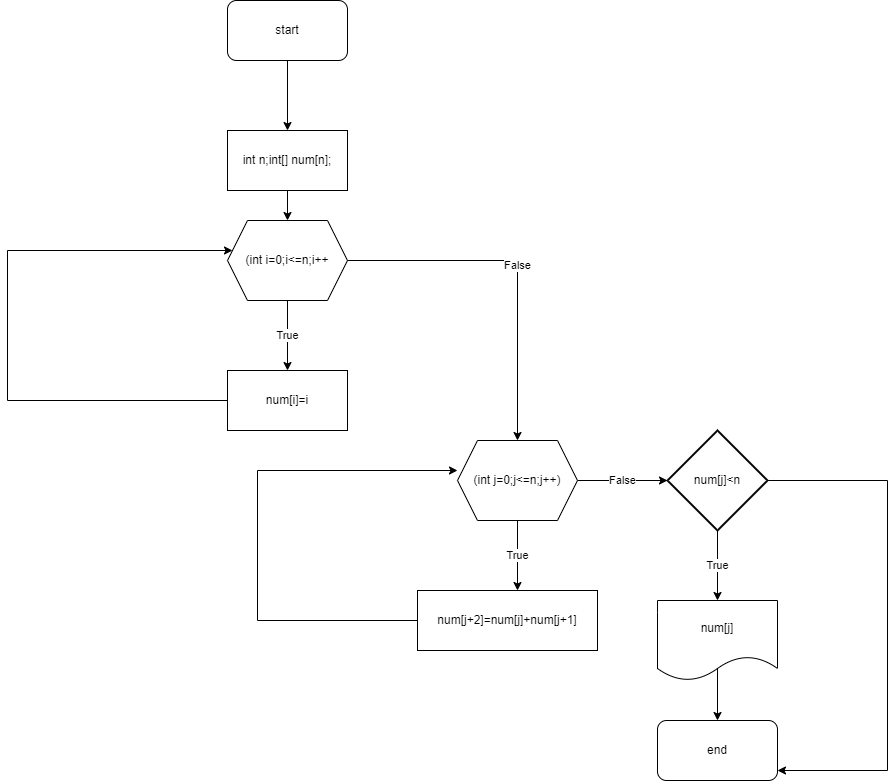 start
int n;int[] num[n];
(int i=0;i<=n;i++
False
True
num[i]=i
(int j=0;j<=n;j++)
False
num[j]<n
True
True
num[j+2]=num[j]+num[j+1]
num[j]
end